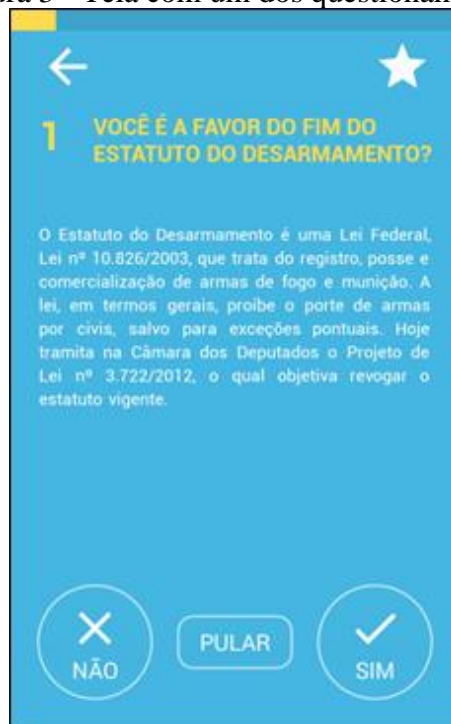 Tela com um dos
1 VOCÊ É A FAVOR DO FIM DO
ESTATUTO DO DESARMAMENTO?
O Estatuto do Desarmamento é uma Lei Federal,
Lei nº 10.826/2003, que trata do registro, posse e
comercialização de armas de fogo e munição. A
lei, em termos gerais, proibe o porte de armas
por civis, salvo para exceções pontuais. Hoje
tramita na Câmara dos Deputados o Projeto de
Lei nº 3.722/2012, o qual objetiva revogar o
estatuto vigente.
NÃO
PULAR
SIM